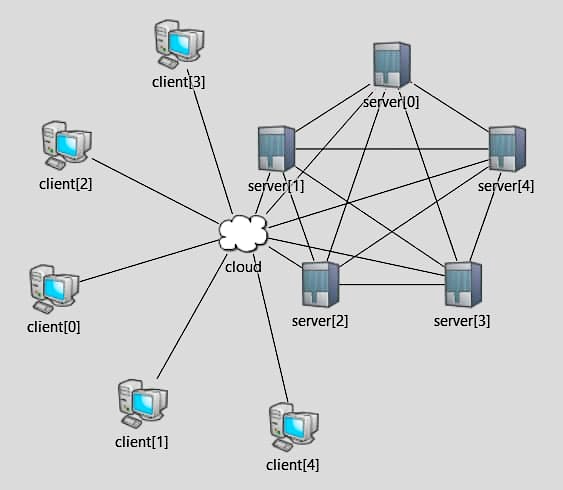 client[3]
server[0]
client[2]
server[1]
server[4]
cloud
client[0]
server[2]
server[3]
client[1]
client[4]